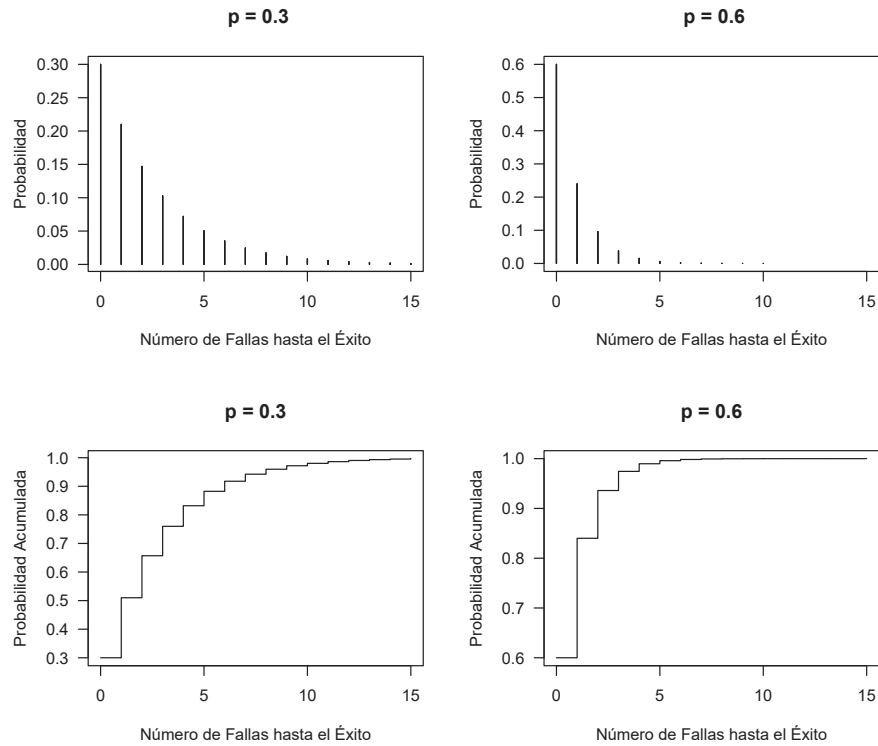 p = 0.3
Probabilidad
0.30
0.25
0.20
0.15
0.10
0.05
0.00
0 5 10 15
Número de Fallas hasta el Éxito
p = 0.6
Probabilidad
0.6
0.5
0.4
0.3
0.2
0.1
0.0
0 5 10 15
Número de Fallas hasta el Éxito
p = 0.3
Probabilidad Acumulada
1.0
0.9
0.8
0.7
0.6
0.5
0.4
0.3
0 5 10 15
Número de Fallas hasta el Éxito
p = 0.6
Probabilidad Acumulada
1.0
0.9
0.8
0.7
0.6
0 5 10 15
Número de Fallas hasta el Éxito